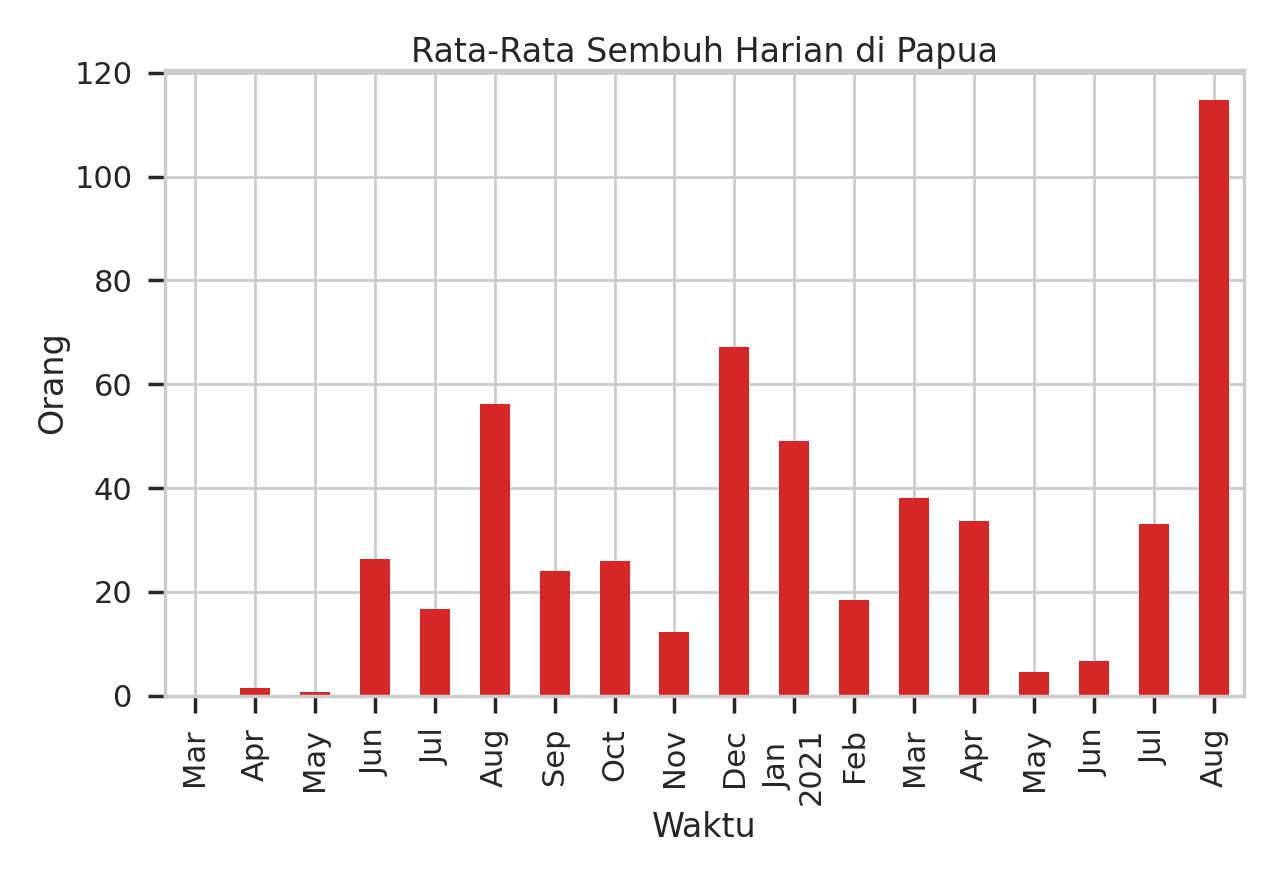 Rata-Rata Sembuh Harian di Papua
120
100
80
60
40
20
0
Orang
Mar
Apr
May
Jun
Jul
Aug
Sep
Oct
Nov
Dec
Jan
2021
Feb
Mar
Apr
May
Jun
Jul
Aug
Waktu